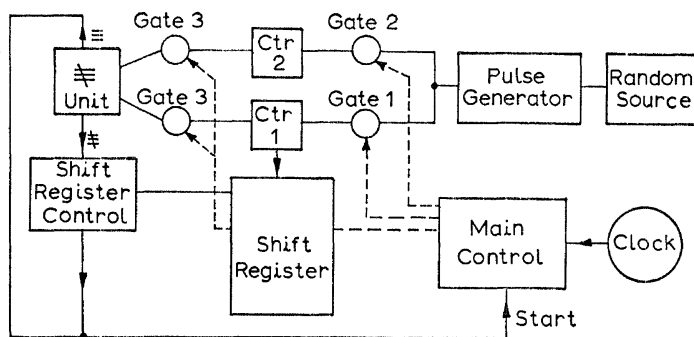 Gate 3
Gate 2
Ctr
2
≡
≢
Unit
Pulse
Generator
Random
Source
Gate 3
Gate 1
Ctr
1
≢
Shift
Register
Control
Shift
Register
Main
Control
Clock
Start